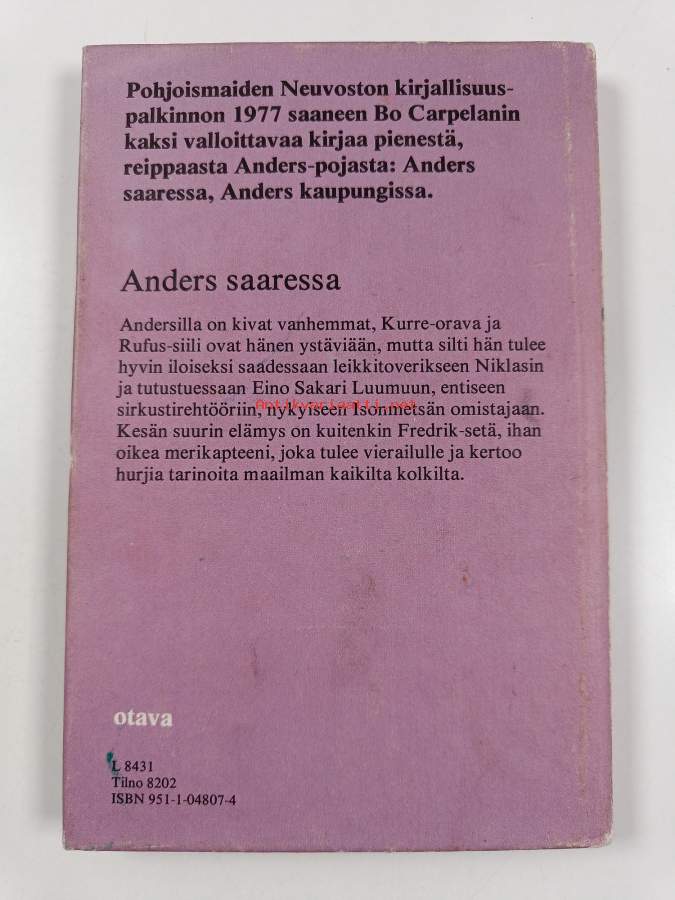 Pohjoismaiden Neuvoston kirjallisuus-
palkinnon 1977 saaneen Bo Carpelanin
kaksi valloittavaa kirjaa pienestä,
reippaasta Anders-pojasta: Anders
saaressa, Anders kaupungissa.
Anders saaressa
Andersilla on kivat vanhemmat, Kurre-orava ja
Rufus-siili ovat hänen ystäviään, mutta silti hän tulee
hyvin iloiseksi saadessaan leikkitoverikseen Niklasin
ja tutustuessaan Eino Sakari Luumuun, entiseen
sirkustirehtööriin, nykyiseen Isonmetsän omistajaan.
Antikvariaatti.net
Kesän suurin elämys on kuitenkin Fredrik-setä, ihan
oikea merikapteeni, joka tulee vierailulle ja kertoo
hurjia tarinoita maailman kaikilta kolkilta.
otava
L 8431
Tilno 8202
ISBN 951-1-04807-4